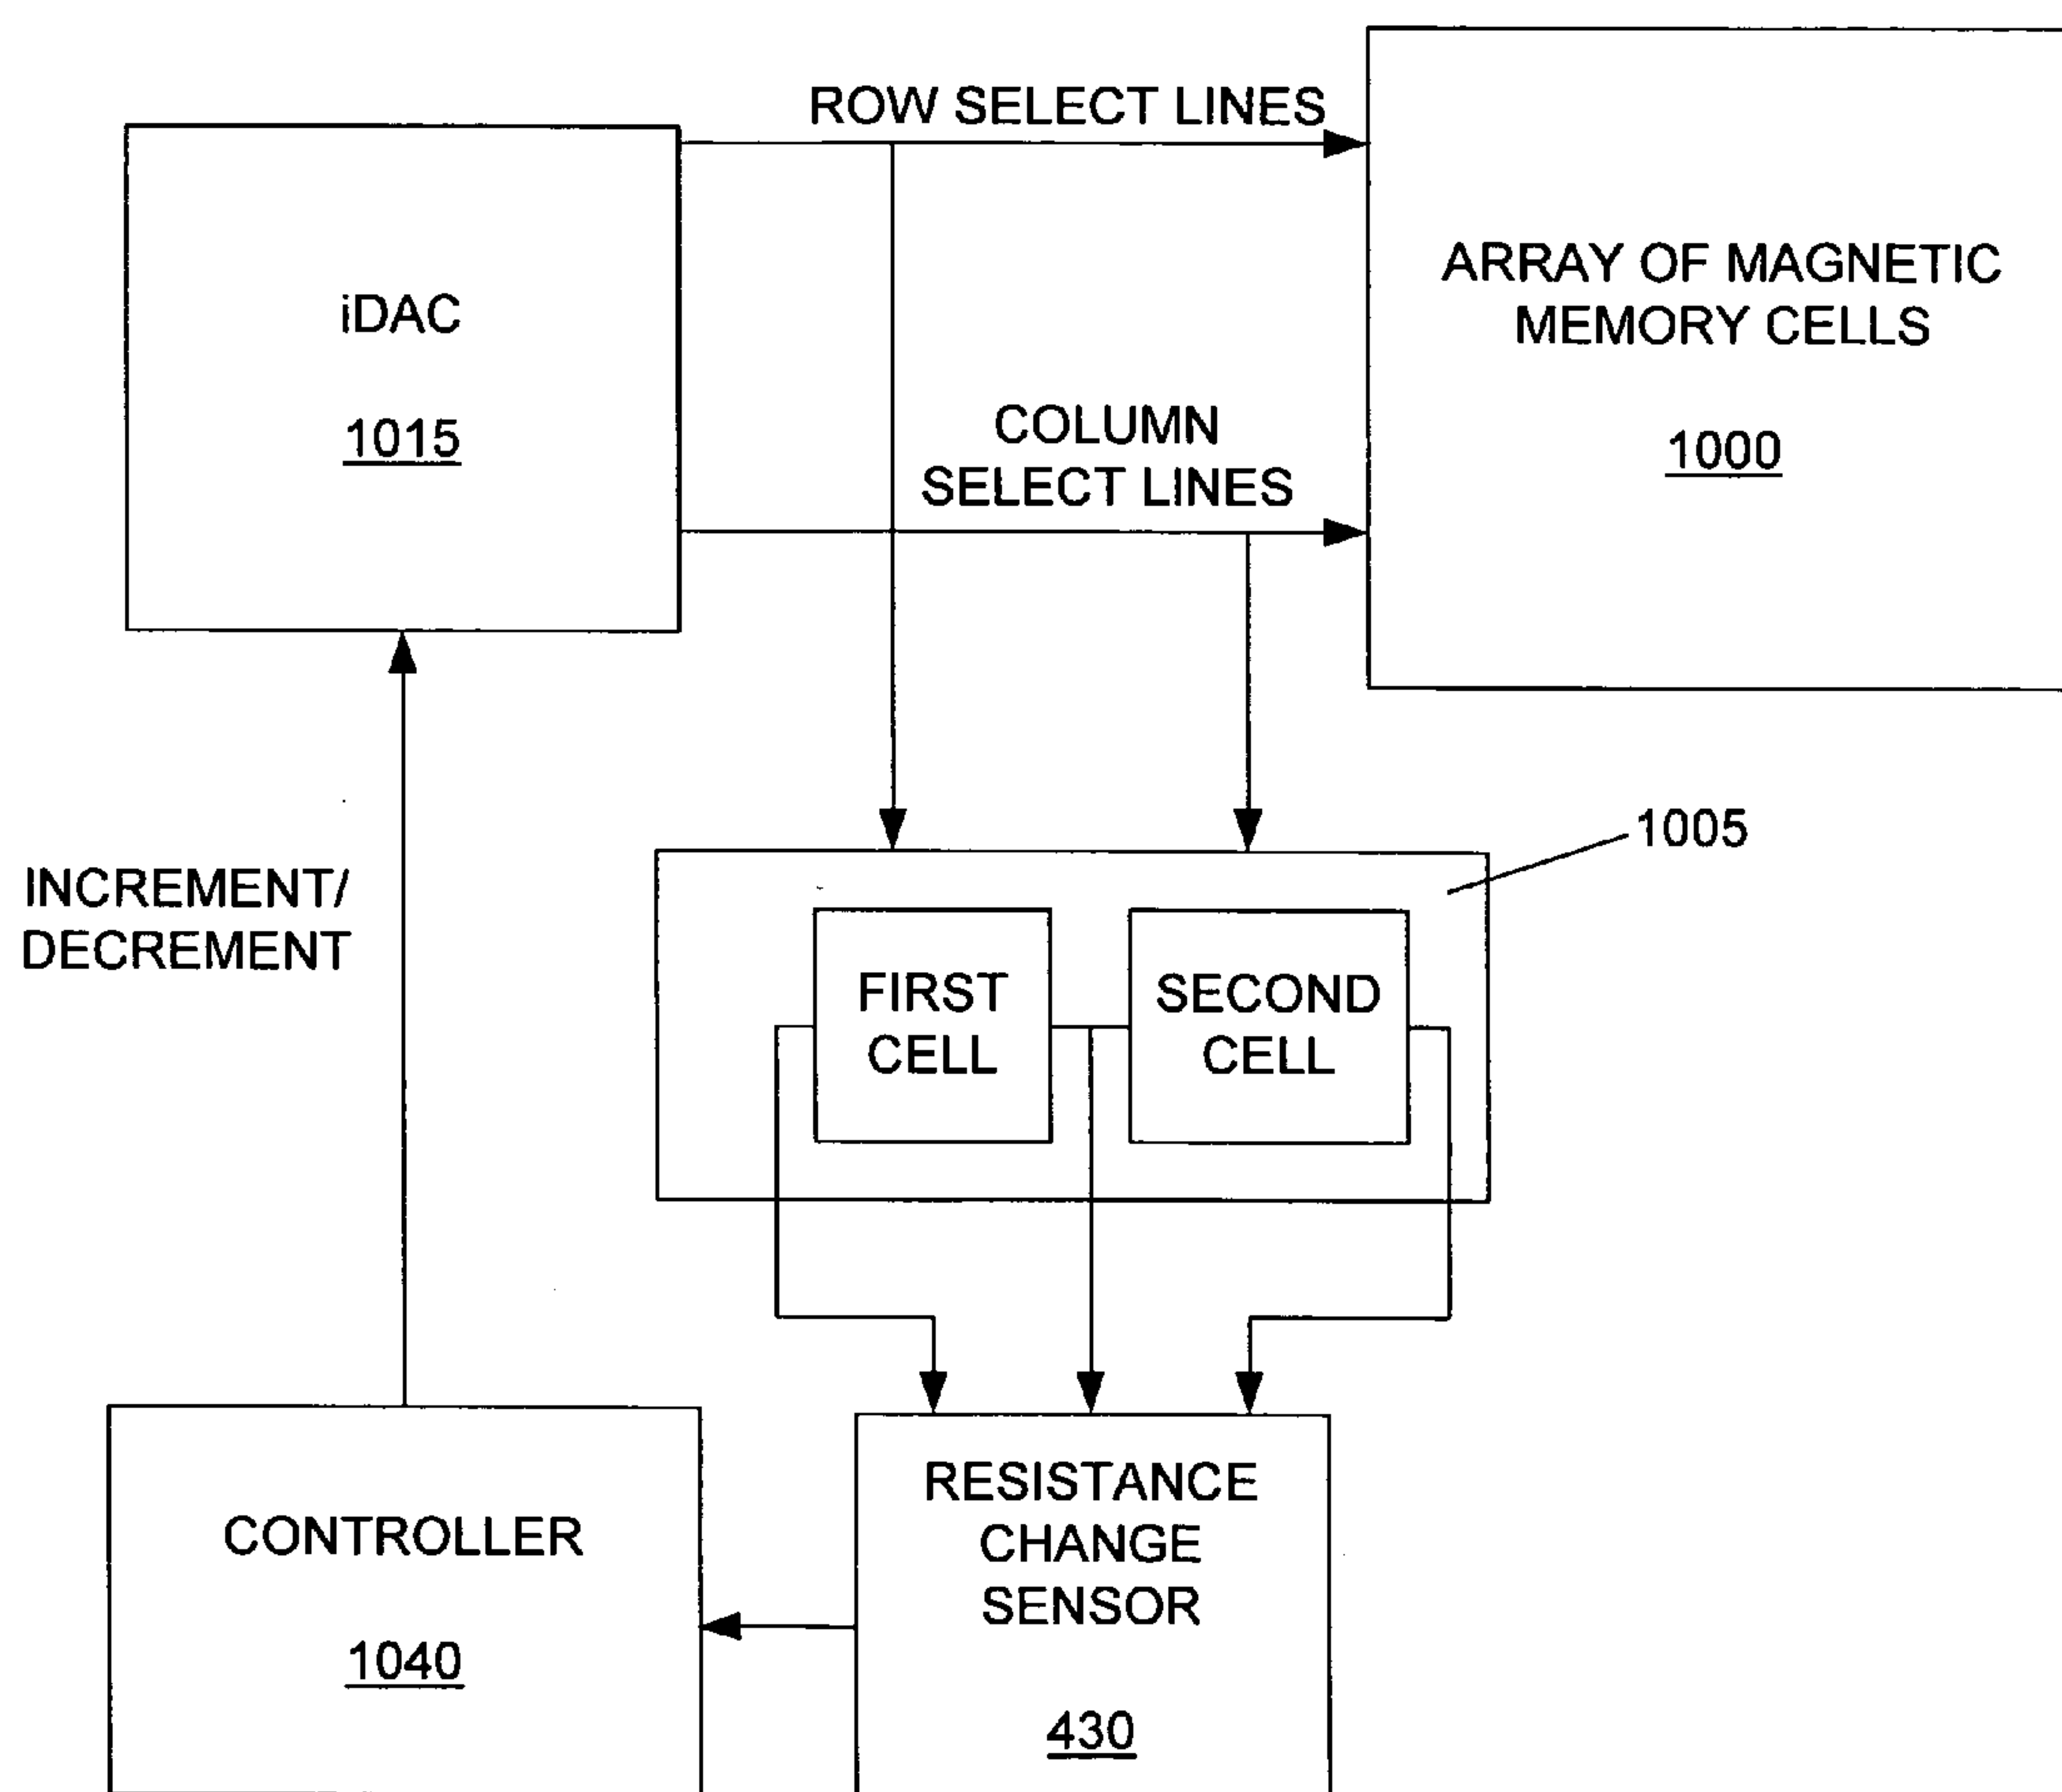 ROW SELECT LINES
iDAC
1015
ARRAY OF MAGNETIC
MEMORY CELLS
1000
COLUMN
SELECT LINES
1005
INCREMENT/
DECREMENT
FIRST
CELL
SECOND
CELL
CONTROLLER
1040
RESISTANCE
CHANGE
SENSOR
430